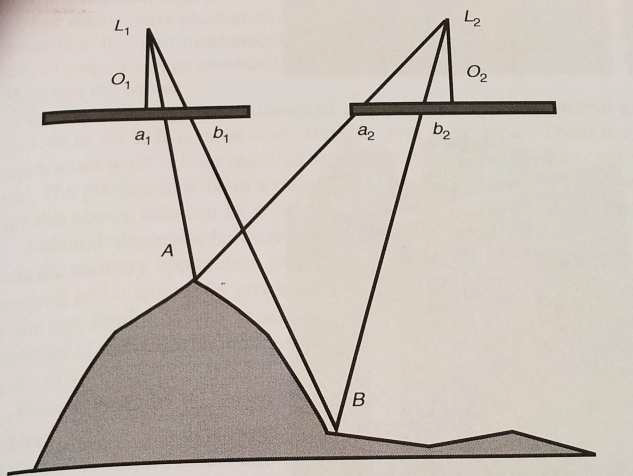 L₁
L₂
O₁
O₂
a₁
b₁
a₂
b₂
A
B